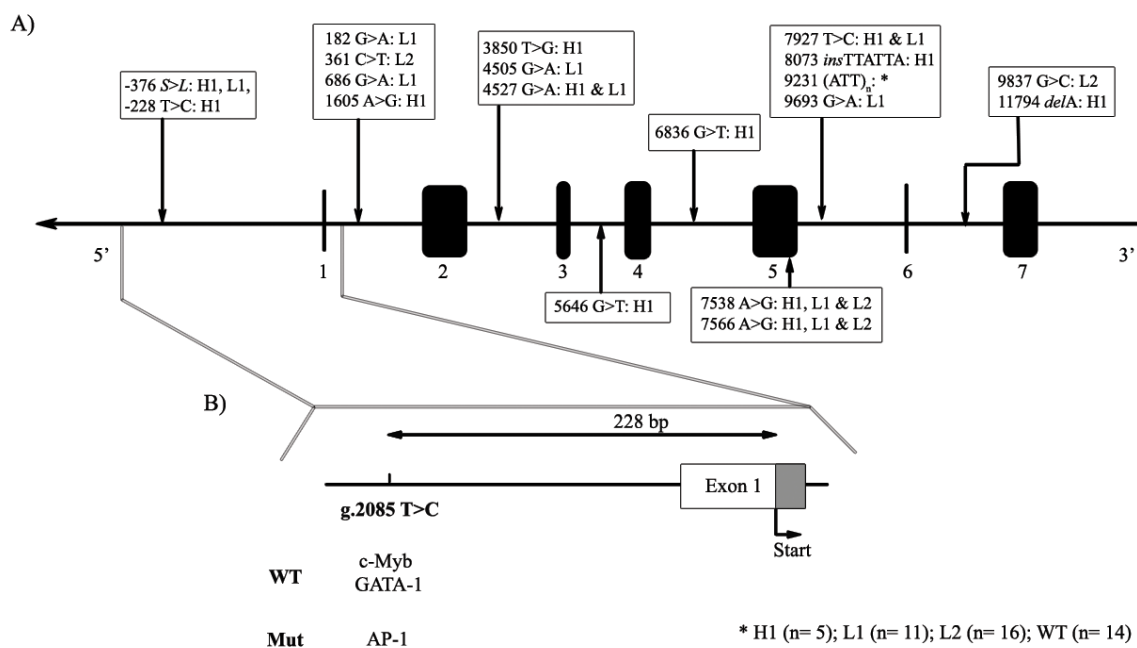 A)
-376 S>L: H1, L1,
-228 T>C: H1
182 G>A: L1
361 C>T: L2
686 G>A: L1
1605 A>G: H1
3850 T>G: H1
4505 G>A: L1
4527 G>A: H1 & L1
6836 G>T: H1
7927 T>C: H1 & L1
8073 insTTATTA: H1
9231 (ATT)n: *
9693 G>A: L1
9837 G>C: L2
11794 delA: H1
5’
1
2
3
4
5
6
7
3’
5646 G>T: H1
7538 A>G: H1, L1 & L2
7566 A>G: H1, L1 & L2
B)
228 bp
Exon 1
g.2085 T>C
Start
WT
c-Myb
GATA-1
Mut
AP-1
* H1 (n= 5); L1 (n= 11); L2 (n= 16); WT (n= 14)